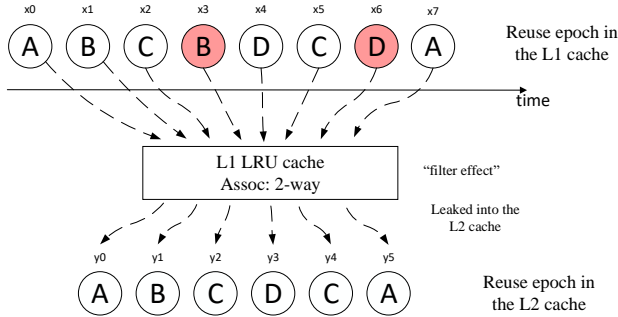 x0 x1 x2 x3 x4 x5 x6 x7
A B C B D C D A
Reuse epoch in
the L1 cache
time
L1 LRU cache
Assoc: 2-way
“filter effect”
Leaked into the
L2 cache
y0 y1 y2 y3 y4 y5
A B C D C A
Reuse epoch in
the L2 cache